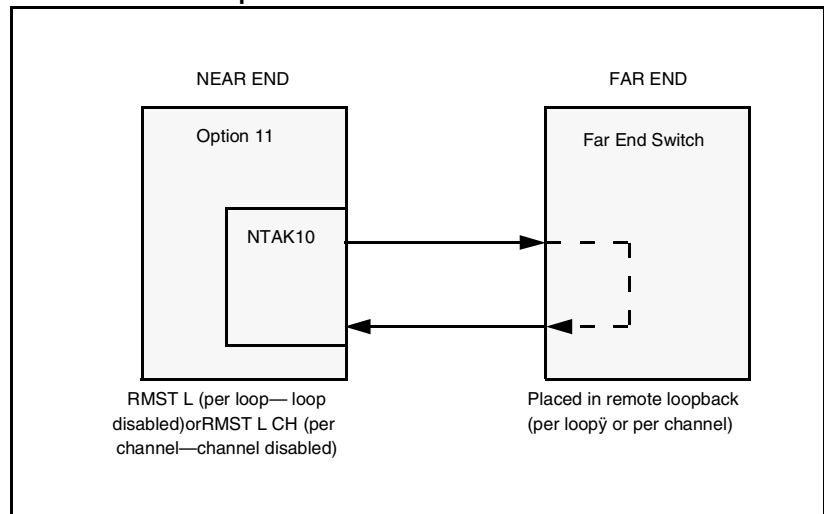 NEAR END
FAR END
Option 11
Far End Switch
NTAK10
RMST L (per loop— loop
disabled)orRMST L CH (per
channel—channel disabled)
Placed in remote loopback
(per loopÿ or per channel)